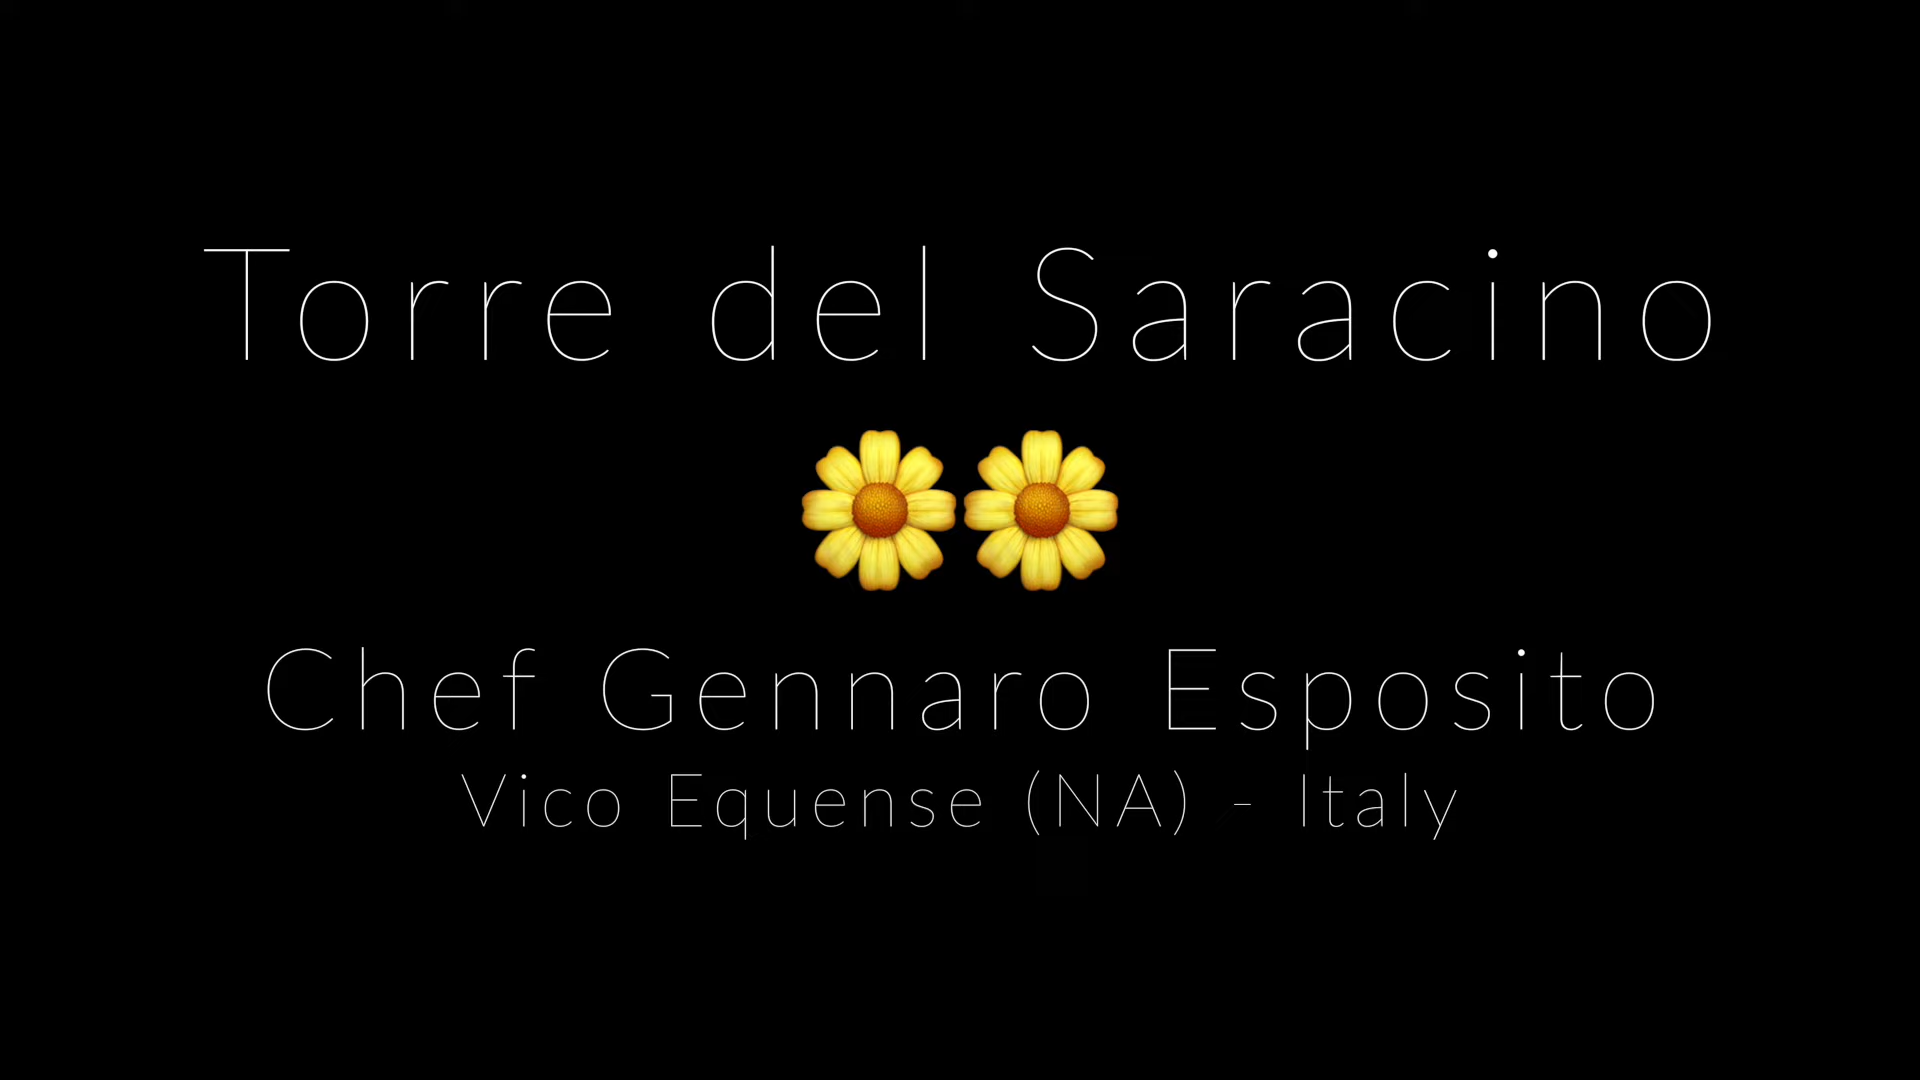 Torre del Saracino
Chef Gennaro Esposito
Vico Equense (NA) - Italy